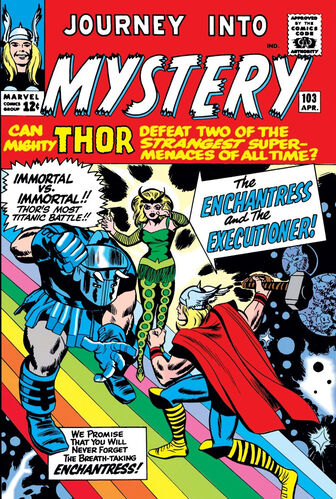 JOURNEY INTO
MYSTERY
IND.
APPROVED
BY THE
COMICS
CODE
AUTHORITY
MARVEL
COMICS
GROUP 12¢
103
APR.
CAN
MIGHTY THOR DEFEAT TWO OF THE
STRANGEST SUPER-
MENACES OF ALL TIME?
IMMORTAL
VS.
IMMORTAL!!
THOR'S MOST
TITANIC BATTLE!!
The
ENCHANTRESS
and The
EXECUTIONER!
WE PROMISE
THAT YOU WILL
NEVER FORGET
THE BREATH-TAKING
ENCHANTRESS!